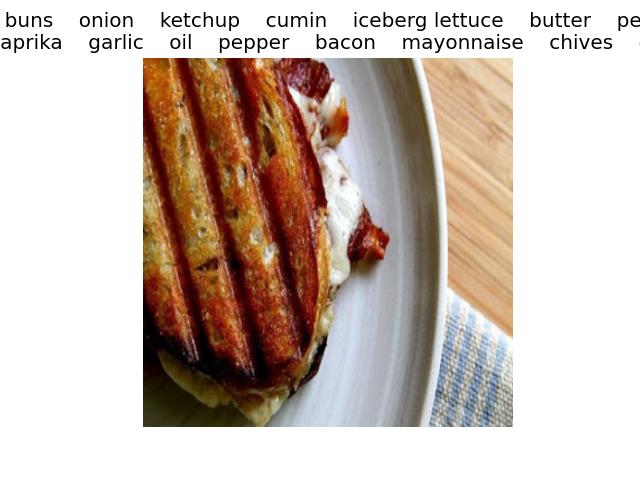 buns onion ketchup cumin iceberg lettuce butter
garlic oil pepper bacon mayonnaise chives